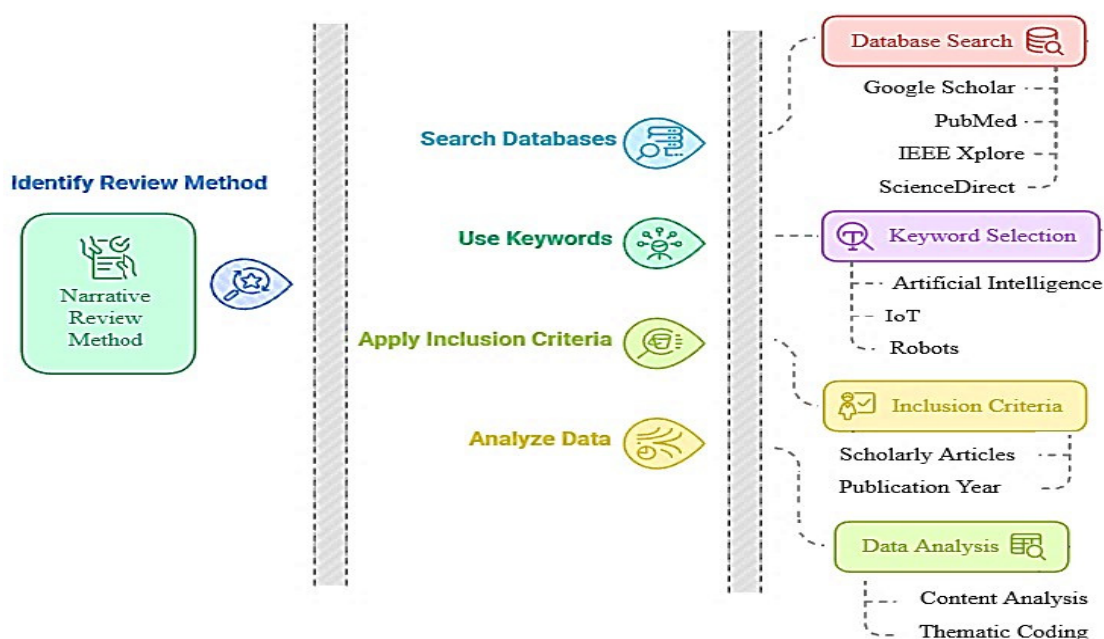 Identify Review Method
Narrative
Review
Method
Search Databases
Use Keywords
Apply Inclusion Criteria
Analyze Data
Database Search
Google Scholar
PubMed
IEEE Xplore
ScienceDirect
Keyword Selection
Artificial Intelligence
IoT
Robots
Inclusion Criteria
Scholarly Articles
Publication Year
Data Analysis
Content Analysis
Thematic Coding